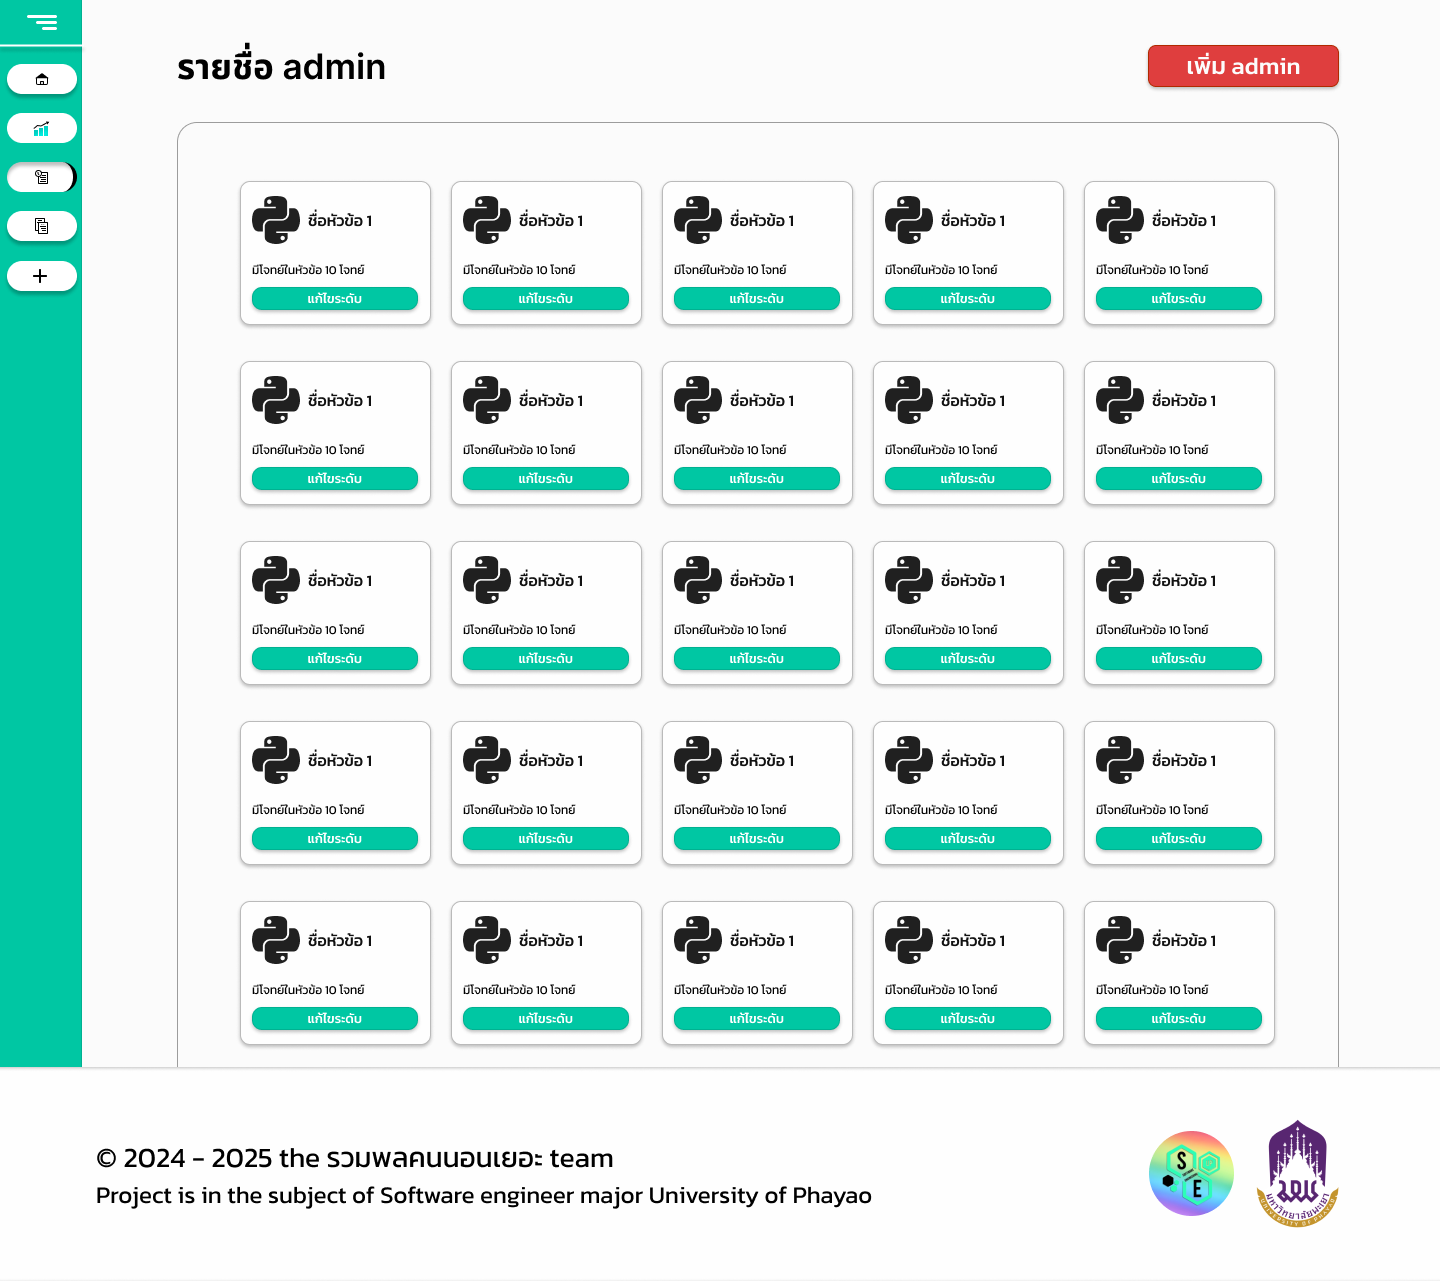 รายชื่อ admin
เพิ่ม admin
ชื่อหัวข้อ 1 ชื่อหัวข้อ 1 ชื่อหัวข้อ 1 ชื่อหัวข้อ 1 ชื่อหัวข้อ 1
มีโจทย์ในหัวข้อ 10 โจทย์ มีโจทย์ในหัวข้อ 10 โจทย์ มีโจทย์ในหัวข้อ 10 โจทย์ มีโจทย์ในหัวข้อ 10 โจทย์ มีโจทย์ในหัวข้อ 10 โจทย์
แก้ไขระดับ แก้ไขระดับ แก้ไขระดับ แก้ไขระดับ แก้ไขระดับ
ชื่อหัวข้อ 1 ชื่อหัวข้อ 1 ชื่อหัวข้อ 1 ชื่อหัวข้อ 1 ชื่อหัวข้อ 1
มีโจทย์ในหัวข้อ 10 โจทย์ มีโจทย์ในหัวข้อ 10 โจทย์ มีโจทย์ในหัวข้อ 10 โจทย์ มีโจทย์ในหัวข้อ 10 โจทย์ มีโจทย์ในหัวข้อ 10 โจทย์
แก้ไขระดับ แก้ไขระดับ แก้ไขระดับ แก้ไขระดับ แก้ไขระดับ
ชื่อหัวข้อ 1 ชื่อหัวข้อ 1 ชื่อหัวข้อ 1 ชื่อหัวข้อ 1 ชื่อหัวข้อ 1
มีโจทย์ในหัวข้อ 10 โจทย์ มีโจทย์ในหัวข้อ 10 โจทย์ มีโจทย์ในหัวข้อ 10 โจทย์ มีโจทย์ในหัวข้อ 10 โจทย์ มีโจทย์ในหัวข้อ 10 โจทย์
แก้ไขระดับ แก้ไขระดับ แก้ไขระดับ แก้ไขระดับ แก้ไขระดับ
ชื่อหัวข้อ 1 ชื่อหัวข้อ 1 ชื่อหัวข้อ 1 ชื่อหัวข้อ 1 ชื่อหัวข้อ 1
มีโจทย์ในหัวข้อ 10 โจทย์ มีโจทย์ในหัวข้อ 10 โจทย์ มีโจทย์ในหัวข้อ 10 โจทย์ มีโจทย์ในหัวข้อ 10 โจทย์ มีโจทย์ในหัวข้อ 10 โจทย์
แก้ไขระดับ แก้ไขระดับ แก้ไขระดับ แก้ไขระดับ แก้ไขระดับ
ชื่อหัวข้อ 1 ชื่อหัวข้อ 1 ชื่อหัวข้อ 1 ชื่อหัวข้อ 1 ชื่อหัวข้อ 1
มีโจทย์ในหัวข้อ 10 โจทย์ มีโจทย์ในหัวข้อ 10 โจทย์ มีโจทย์ในหัวข้อ 10 โจทย์ มีโจทย์ในหัวข้อ 10 โจทย์ มีโจทย์ในหัวข้อ 10 โจทย์
แก้ไขระดับ แก้ไขระดับ แก้ไขระดับ แก้ไขระดับ แก้ไขระดับ
© 2024 - 2025 the รวมพลคนนอนเยอะ team
Project is in the subject of Software engineer major University of Phayao
S
E
มหาวิทยาลัยพะเยา
UNIVERSITY OF PHAYAO